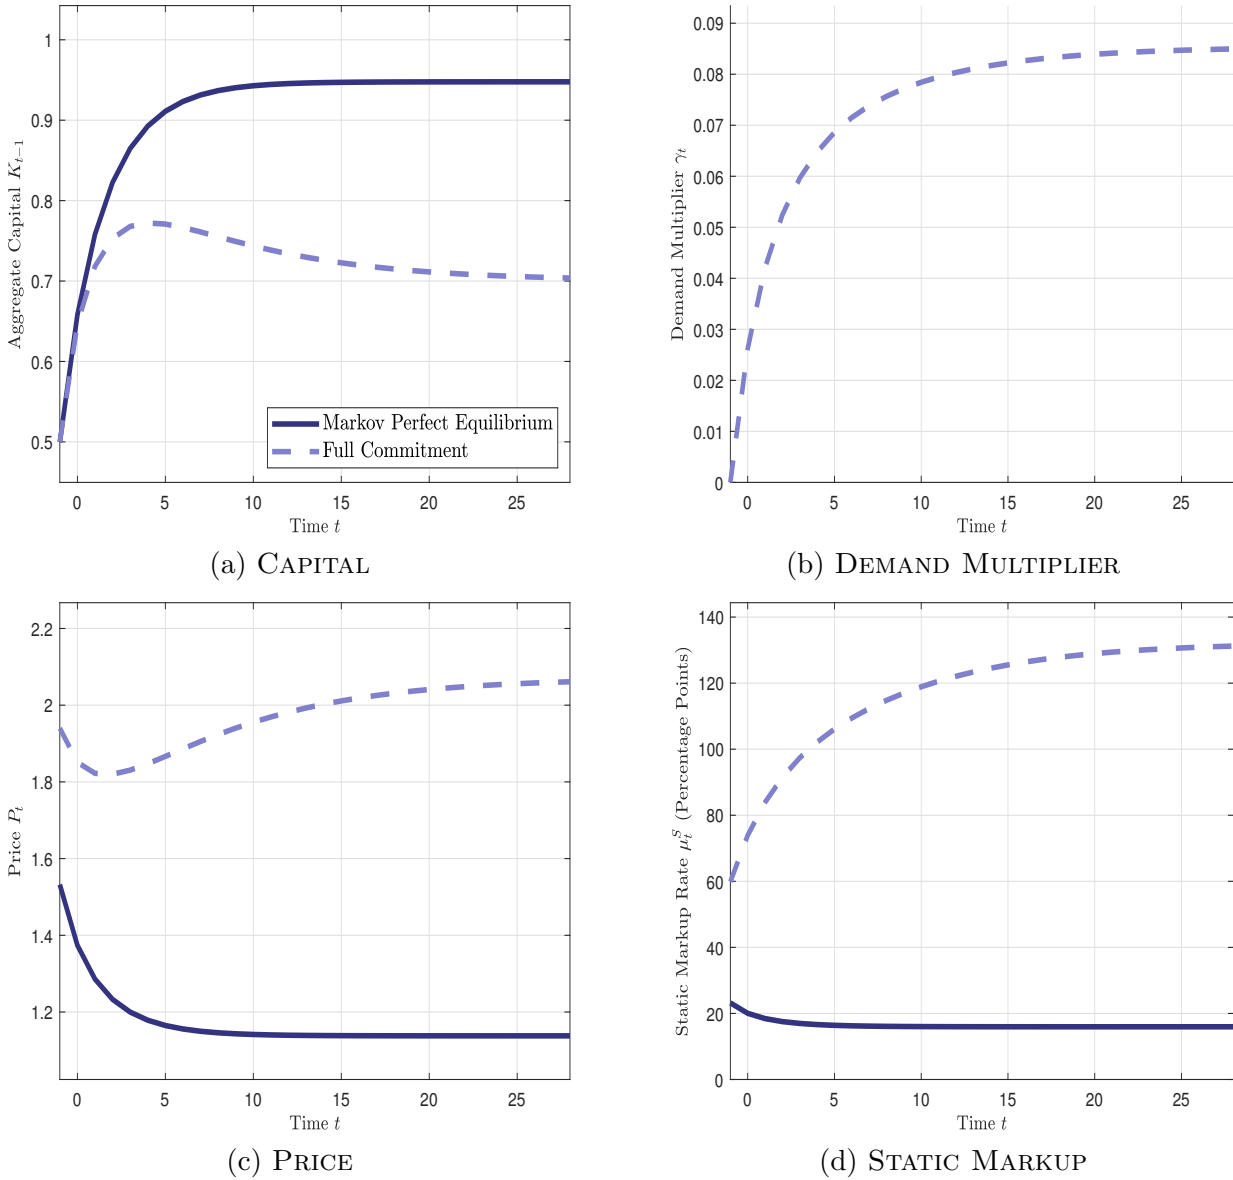 Aggregate Capital K_{t−1}
1
0.9
0.8
0.7
0.6
0.5
Markov Perfect Equilibrium
Full Commitment
0 5 10 15 20 25
Time t
(a) Capital
Demand Multiplier γ_t
0.09
0.08
0.07
0.06
0.05
0.04
0.03
0.02
0.01
0
0 5 10 15 20 25
Time t
(b) Demand Multiplier
Price P_t
2.2
2
1.8
1.6
1.4
1.2
0 5 10 15 20 25
Time t
(c) Price
Static Markup Rate μ_t^S (Percentage Points)
140
120
100
80
60
40
20
0
0 5 10 15 20 25
Time t
(d) Static Markup